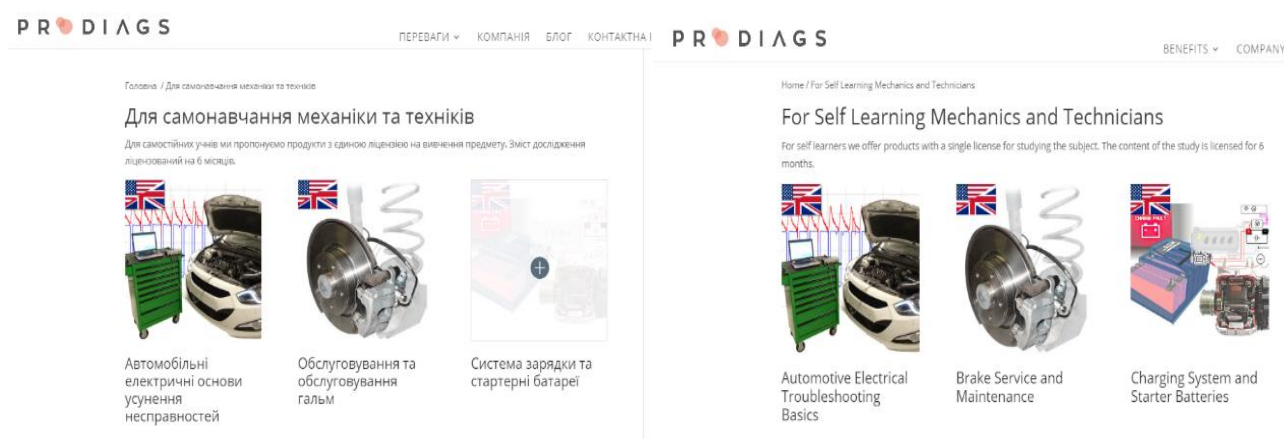 PRODIAGS
ПЕРЕВАГИ КОМПАНІЯ БЛОГ КОНТАКТНА
Головна / Для самонавчання механіки та техніків
Для самонавчання механіки та техніків
Для самостійних учнів ми пропонуємо продукти з єдиною ліцензією на вивчення предмету. Зміст дослідження
ліцензований на 6 місяців.
Автомобільні
електричні основи
усунення
несправностей
Обслуговування та
обслуговування
гальм
Система зарядки та
стартерні батареї
PRODIAGS
BENEFITS COMPANY
Home / For Self Learning Mechanics and Technicians
For Self Learning Mechanics and Technicians
For self learners we offer products with a single license for studying the subject. The content of the study is licensed for 6
months.
Automotive Electrical
Troubleshooting
Basics
Brake Service and
Maintenance
Charging System and
Starter Batteries